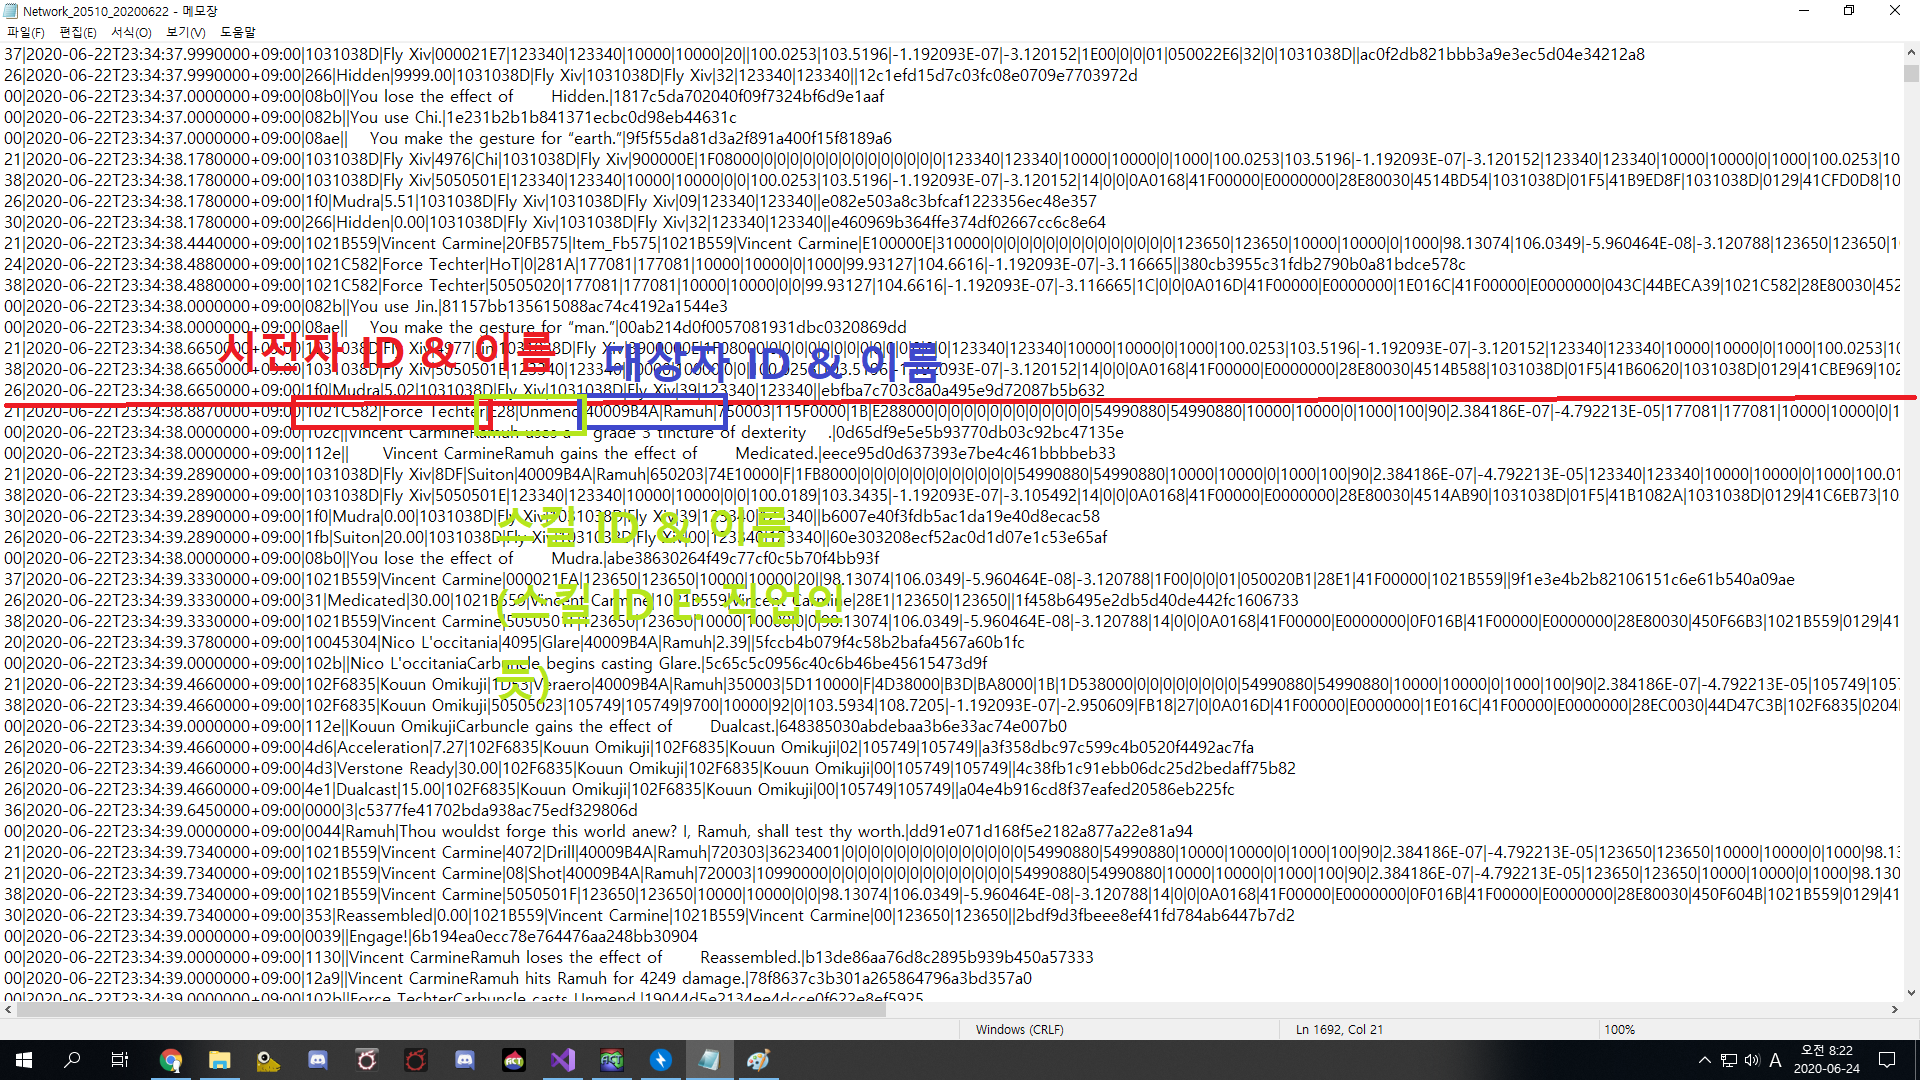 Network_20510_20200622 - 메모장
파일(F) 편집(E) 서식(O) 보기(V) 도움말
37|2020-06-22T23:34:37.9990000+09:00|1031038D|Fly Xiv|000021E7|123340|123340|10000|10000|20||100.0253|103.5196|-1.192093E-07|-3.120152|1E00|0|0|01|050022E6|32|0|1031038D||ac0f2db821bbb3a9e3ec5d04e34212a8
26|2020-06-22T23:34:37.9990000+09:00|266|Hidden|9999.00|1031038D|Fly Xiv|1031038D|Fly Xiv|32|123340|123340||12c1efd15d7c03fc08e0709e7703972d
00|2020-06-22T23:34:37.0000000+09:00|08b0||You lose the effect of Hidden.|1817c5da702040f09f7324bf6d9e1aaf
00|2020-06-22T23:34:37.0000000+09:00|082b||You use Chi.|1e231b2b1b841371ecbc0d98eb44631c
00|2020-06-22T23:34:37.0000000+09:00|08ae|| You make the gesture for “earth.”|9f5f55da81d3a2f891a400f15f8189a6
21|2020-06-22T23:34:38.1780000+09:00|1031038D|Fly Xiv|4976|Chi|1031038D|Fly Xiv|900000E|1F08000|0|0|0|0|0|0|0|0|0|0|0|0|0|0|123340|123340|10000|10000|0|1000|100.0253|103.5196|-1.192093E-07|-3.120152|123340|123340|10000|10000|0|1000|100.0253|10
38|2020-06-22T23:34:38.1780000+09:00|1031038D|Fly Xiv|5050501E|123340|123340|10000|10000|0|0|100.0253|103.5196|-1.192093E-07|-3.120152|14|0|0|0A0168|41F00000|E0000000|28E80030|4514BD54|1031038D|01F5|41B9ED8F|1031038D|0129|41CFD0D8|10
26|2020-06-22T23:34:38.1780000+09:00|1f0|Mudra|5.51|1031038D|Fly Xiv|1031038D|Fly Xiv|09|123340|123340||e082e503a8c3bfcaf1223356ec48e357
30|2020-06-22T23:34:38.1780000+09:00|266|Hidden|0.00|1031038D|Fly Xiv|1031038D|Fly Xiv|32|123340|123340||e460969b364ffe374df02667cc6c8e64
21|2020-06-22T23:34:38.4440000+09:00|1021B559|Vincent Carmine|20FB575|Item_Fb575|1021B559|Vincent Carmine|E100000E|310000|0|0|0|0|0|0|0|0|0|0|0|0|0|0|123650|123650|10000|10000|0|1000|98.13074|106.0349|-5.960464E-08|-3.120788|123650|123650|1
24|2020-06-22T23:34:38.4880000+09:00|1021C582|Force Techter|HoT|0|281A|177081|177081|10000|10000|0|1000|99.93127|104.6616|-1.192093E-07|-3.116665||380cb3955c31fdb2790b0a81bdce578c
38|2020-06-22T23:34:38.4880000+09:00|1021C582|Force Techter|50505020|177081|177081|10000|10000|0|0|99.93127|104.6616|-1.192093E-07|-3.116665|1C|0|0|0A016D|41F00000|E0000000|1E016C|41F00000|E0000000|043C|44BECA39|1021C582|28E80030|452
00|2020-06-22T23:34:38.0000000+09:00|082b||You use Jin.|81157bb135615088ac74c4192a1544e3
00|2020-06-22T23:34:38.0000000+09:00|08ae|| You make the gesture for “man.”|00ab214d0f0057081931dbc0320869dd
시전자 ID & 이름
대상자 ID & 이름
21|2020-06-22T23:34:38.6650000+09:00|
38|2020-06-22T23:34:38.6650000+09:00|
26|2020-06-22T23:34:38.6650000+09:00|1f0|Mudra|5.02|1031038D|Fly Xiv|1031038D|Fly Xiv|39|123340|123340||ebfba7c703c8a0a495e9d72087b5b632
21|2020-06-22T23:34:38.8870000+09:00|1021C582|Force Techter|1E28|Unmend|40009B4A|Ramuh|750003|115F0000|1B|E288000|0|0|0|0|0|0|0|0|0|0|0|0|54990880|54990880|10000|10000|0|1000|100|90|2.384186E-07|-4.792213E-05|177081|177081|10000|10000|0|1
00|2020-06-22T23:34:38.0000000+09:00|102c||Vincent CarmineRamuh uses a grade 3 tincture of dexterity .|0d65df9e5e5b93770db03c92bc47135e
00|2020-06-22T23:34:38.0000000+09:00|112e|| Vincent CarmineRamuh gains the effect of Medicated.|eece95d0d637393e7be4c461bbbbeb33
21|2020-06-22T23:34:39.2890000+09:00|1031038D|Fly Xiv|8DF|Suiton|40009B4A|Ramuh|650203|74E10000|F|1FB8000|0|0|0|0|0|0|0|0|0|0|0|0|54990880|54990880|10000|10000|0|1000|100|90|2.384186E-07|-4.792213E-05|123340|123340|10000|10000|0|1000|100.01
38|2020-06-22T23:34:39.2890000+09:00|1031038D|Fly Xiv|5050501E|123340|123340|10000|10000|0|0|100.0189|103.3435|-1.192093E-07|-3.105492|14|0|0|0A0168|41F00000|E0000000|28E80030|4514AB90|1031038D|01F5|41B1082A|1031038D|0129|41C6EB73|10
30|2020-06-22T23:34:39.2890000+09:00|1f0|Mudra|0.00|1031038D|Fly Xiv|1031038D|Fly Xiv|39|123340|123340||b6007e40f3fdb5ac1da19e40d8ecac58
스킬 ID & 이름
26|2020-06-22T23:34:39.2890000+09:00|1fb|Suiton|20.00|1031038D|Fly Xiv|1031038D|Fly Xiv|00|123340|123340||60e303208ecf52ac0d1d07e1c53e65af
00|2020-06-22T23:34:38.0000000+09:00|08b0||You lose the effect of Mudra.|abe38630264f49c77cf0c5b70f4bb93f
37|2020-06-22T23:34:39.3330000+09:00|1021B559|Vincent Carmine|000021FA|123650|123650|10000|10000|20||98.13074|106.0349|-5.960464E-08|-3.120788|1F00|0|0|01|050020B1|28E1|41F00000|1021B559||9f1e3e4b2b82106151c6e61b540a09ae
26|2020-06-22T23:34:39.3330000+09:00|31|Medicated|30.00|1021B559|Vincent Carmine|1021B559|Vincent Carmine|28E1|123650|123650||1f458b6495e2db5d40de442fc1606733
(스킬 ID E: 직업인
38|2020-06-22T23:34:39.3330000+09:00|1021B559|Vincent Carmine|5050501F|123650|123650|10000|10000|0|0|98.13074|106.0349|-5.960464E-08|-3.120788|14|0|0|0A0168|41F00000|E0000000|0F016B|41F00000|E0000000|28E80030|450F66B3|1021B559|0129|41
20|2020-06-22T23:34:39.3780000+09:00|10045304|Nico L'occitania|4095|Glare|40009B4A|Ramuh|2.39||5fccb4b079f4c58b2bafa4567a60b1fc
00|2020-06-22T23:34:39.0000000+09:00|102b||Nico L'occitaniaCarbuncle begins casting Glare.|5c65c5c0956c40c6b46be45615473d9f
듯)
21|2020-06-22T23:34:39.4660000+09:00|102F6835|Kouun Omikuji|1D53|Veraero|40009B4A|Ramuh|350003|5D110000|F|4D38000|B3D|BA8000|1B|1D538000|0|0|0|0|0|0|0|0|54990880|54990880|10000|10000|0|1000|100|90|2.384186E-07|-4.792213E-05|105749|105
38|2020-06-22T23:34:39.4660000+09:00|102F6835|Kouun Omikuji|50505023|105749|105749|9700|10000|92|0|103.5934|108.7205|-1.192093E-07|-2.950609|FB18|27|0|0A016D|41F00000|E0000000|1E016C|41F00000|E0000000|28EC0030|44D47C3B|102F6835|0204
00|2020-06-22T23:34:39.0000000+09:00|112e||Kouun OmikujiCarbuncle gains the effect of Dualcast.|648385030abdebaa3b6e33ac74e007b0
26|2020-06-22T23:34:39.4660000+09:00|4d6|Acceleration|7.27|102F6835|Kouun Omikuji|102F6835|Kouun Omikuji|02|105749|105749||a3f358dbc97c599c4b0520f4492ac7fa
26|2020-06-22T23:34:39.4660000+09:00|4d3|Verstone Ready|30.00|102F6835|Kouun Omikuji|102F6835|Kouun Omikuji|00|105749|105749||4c38fb1c91ebb06dc25d2bedaff75b82
26|2020-06-22T23:34:39.4660000+09:00|4e1|Dualcast|15.00|102F6835|Kouun Omikuji|102F6835|Kouun Omikuji|00|105749|105749||a04e4b916cd8f37eafed20586eb225fc
36|2020-06-22T23:34:39.6450000+09:00|0000|3|c5377fe41702bda938ac75edf329806d
00|2020-06-22T23:34:39.0000000+09:00|0044|Ramuh|Thou wouldst forge this world anew? I, Ramuh, shall test thy worth.|dd91e071d168f5e2182a877a22e81a94
21|2020-06-22T23:34:39.7340000+09:00|1021B559|Vincent Carmine|4072|Drill|40009B4A|Ramuh|720303|36234001|0|0|0|0|0|0|0|0|0|0|0|0|0|0|54990880|54990880|10000|10000|0|1000|100|90|2.384186E-07|-4.792213E-05|123650|123650|10000|10000|0|1000|98.13
21|2020-06-22T23:34:39.7340000+09:00|1021B559|Vincent Carmine|08|Shot|40009B4A|Ramuh|720003|10990000|0|0|0|0|0|0|0|0|0|0|0|0|0|0|54990880|54990880|10000|10000|0|1000|100|90|2.384186E-07|-4.792213E-05|123650|123650|10000|10000|0|1000|98.130
38|2020-06-22T23:34:39.7340000+09:00|1021B559|Vincent Carmine|5050501F|123650|123650|10000|10000|0|0|98.13074|106.0349|-5.960464E-08|-3.120788|14|0|0|0A0168|41F00000|E0000000|0F016B|41F00000|E0000000|28E80030|450F604B|1021B559|0129|41
30|2020-06-22T23:34:39.7340000+09:00|353|Reassembled|0.00|1021B559|Vincent Carmine|1021B559|Vincent Carmine|00|123650|123650||2bdf9d3fbeee8ef41fd784ab6447b7d2
00|2020-06-22T23:34:39.0000000+09:00|0039||Engage!|6b194ea0ecc78e764476aa248bb30904
00|2020-06-22T23:34:39.0000000+09:00|1130||Vincent CarmineRamuh loses the effect of Reassembled.|b13de86aa76d8c2895b939b450a57333
00|2020-06-22T23:34:39.0000000+09:00|12a9||Vincent CarmineRamuh hits Ramuh for 4249 damage.|78f8637c3b301a265864796a3bd357a0
00|2020-06-22T23:34:39.0000000+09:00|102b||Force TechterCarbuncle casts Unmend.|19044d5e2134ee4dcce0f622e8ef5925
Windows (CRLF) Ln 1692, Col 21 100%
A 오전 8:22
2020-06-24